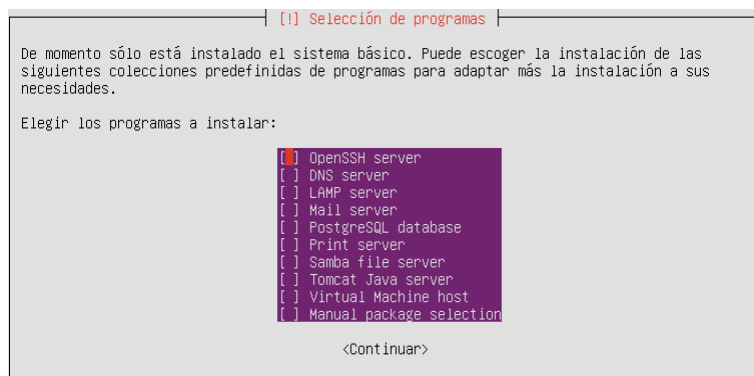 [!] Selección de programas
De momento sólo está instalado el sistema básico. Puede escoger la instalación de las
siguientes colecciones predefinidas de programas para adaptar más la instalación a sus
necesidades.
Elegir los programas a instalar:
[ ] OpenSSH server
[ ] DNS server
[ ] LAMP server
[ ] Mail server
[ ] PostgreSQL database
[ ] Print server
[ ] Samba file server
[ ] Tomcat Java server
[ ] Virtual Machine host
[ ] Manual package selection
<Continuar>